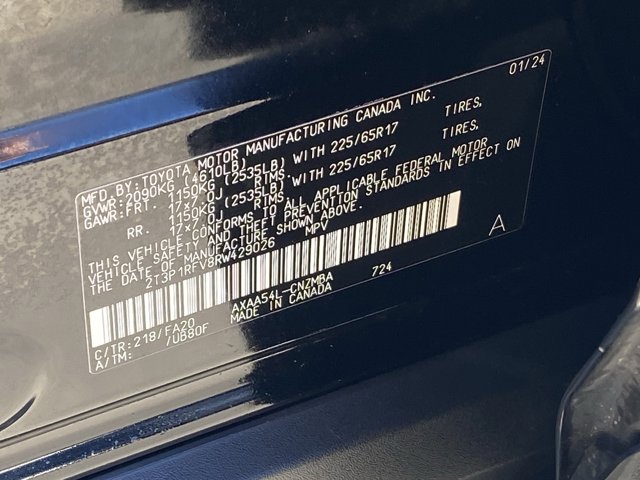 MFD. BY: TOYOTA MOTOR MANUFACTURING CANADA INC. 01/24
GVWR: 2090KG (4610LB)
GAWR: FRT. 1150KG (2535LB) WITH 225/65R17 TIRES,
17x7.0J RIMS.
RR. 1150KG (2535LB) WITH 225/65R17 TIRES,
17x7.0J RIMS.
THIS VEHICLE CONFORMS TO ALL APPLICABLE FEDERAL MOTOR
VEHICLE SAFETY AND THEFT PREVENTION STANDARDS IN EFFECT ON
THE DATE OF MANUFACTURE SHOWN ABOVE.
2T3P1RFV8RW429026 MPV
A
C/TR: 218/FA20 AXAA54L-CNZMBA 724
A/TM: /UB80F MADE IN CANADA